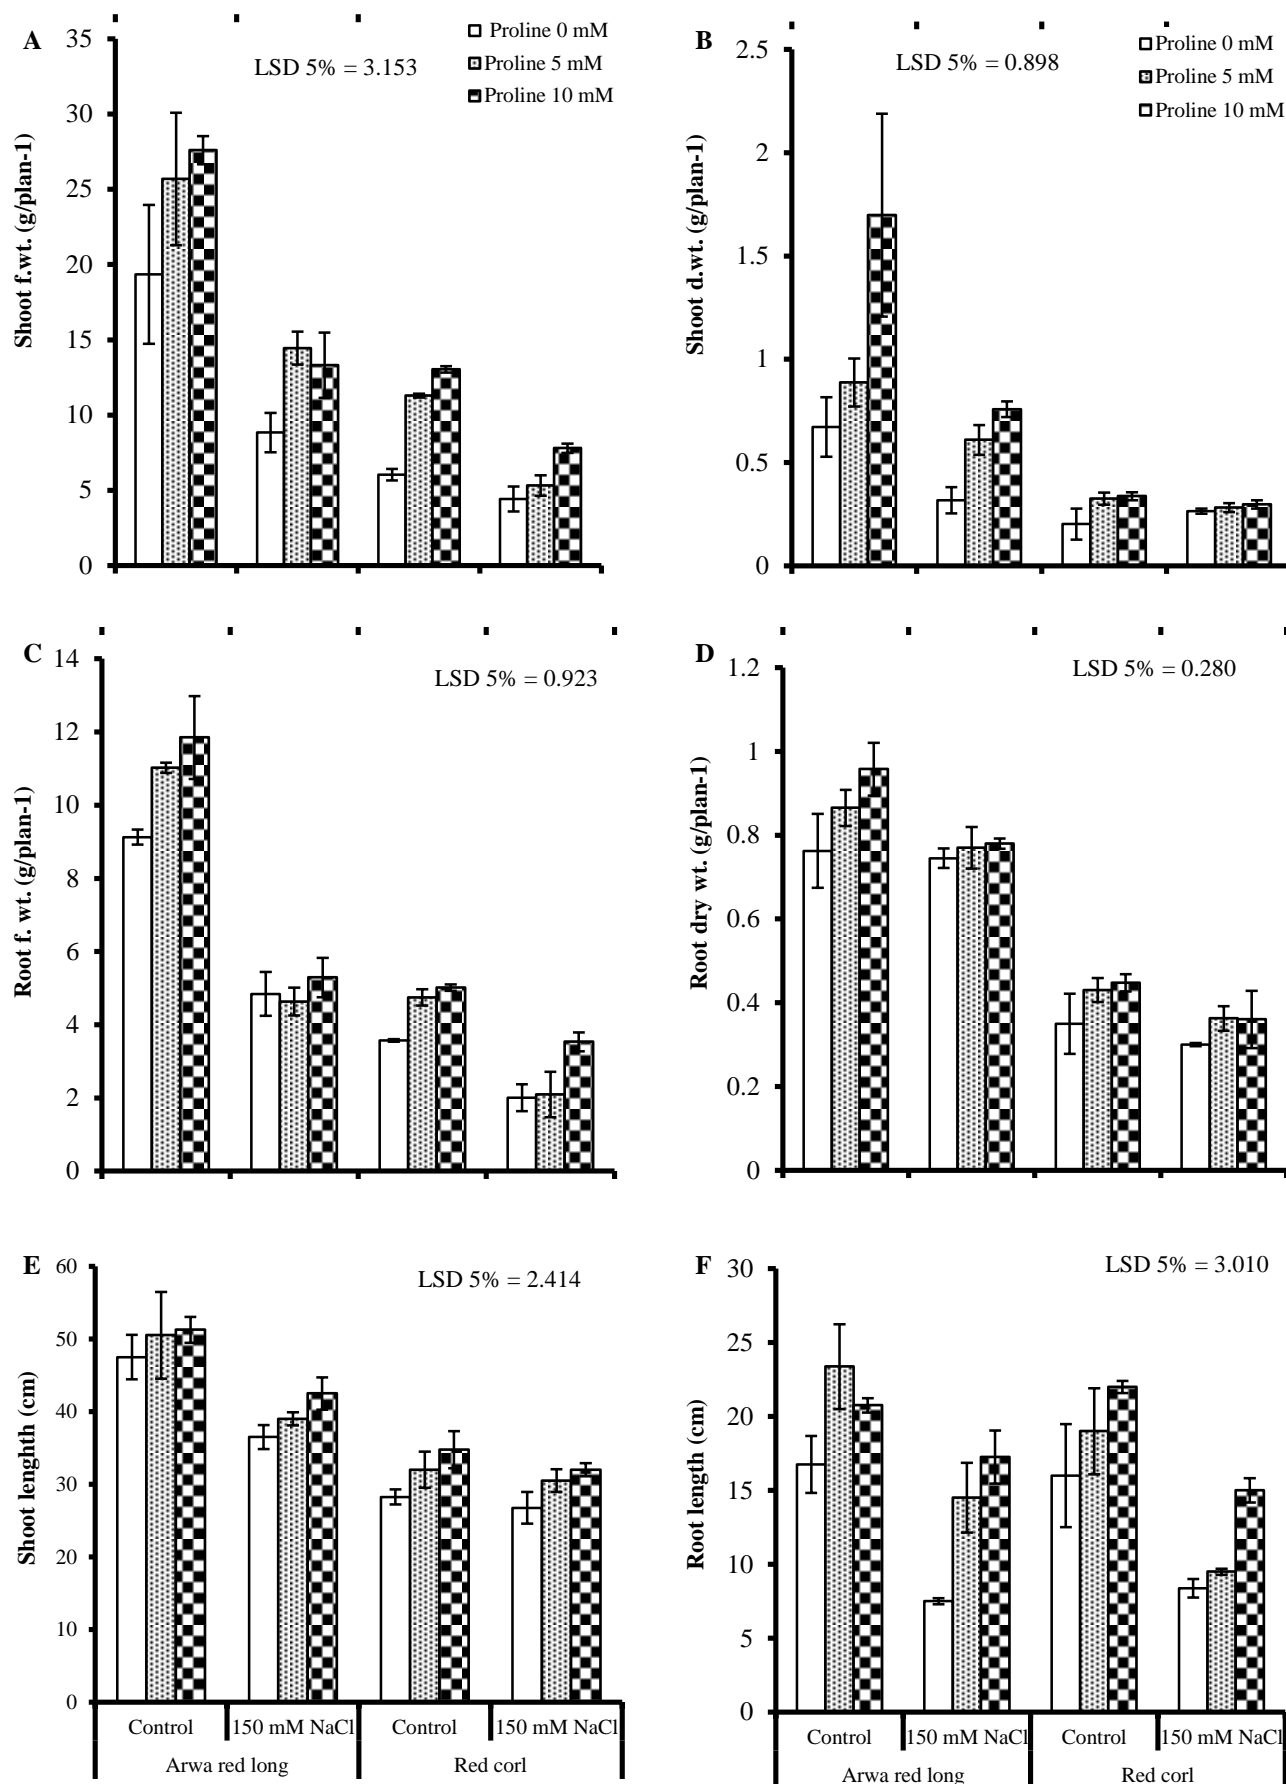 A
Proline 0 mM
Proline 5 mM
Proline 10 mM
LSD 5% = 3.153
Shoot f.wt. (g/plan-1)
35
30
25
20
15
10
5
0
B
Proline 0 mM
Proline 5 mM
Proline 10 mM
LSD 5% = 0.898
Shoot d.wt. (g/plan-1)
2.5
2
1.5
1
0.5
0
C
LSD 5% = 0.923
Root f. wt. (g/plan-1)
14
12
10
8
6
4
2
0
D
LSD 5% = 0.280
Root dry wt. (g/plan-1)
1.2
1
0.8
0.6
0.4
0.2
0
E
LSD 5% = 2.414
Shoot lenghth (cm)
60
50
40
30
20
10
0
Control
150 mM NaCl
Control
150 mM NaCl
Arwa red long
Red corl
F
LSD 5% = 3.010
Root length (cm)
30
25
20
15
10
5
0
Control
150 mM NaCl
Control
150 mM NaCl
Arwa red long
Red corl